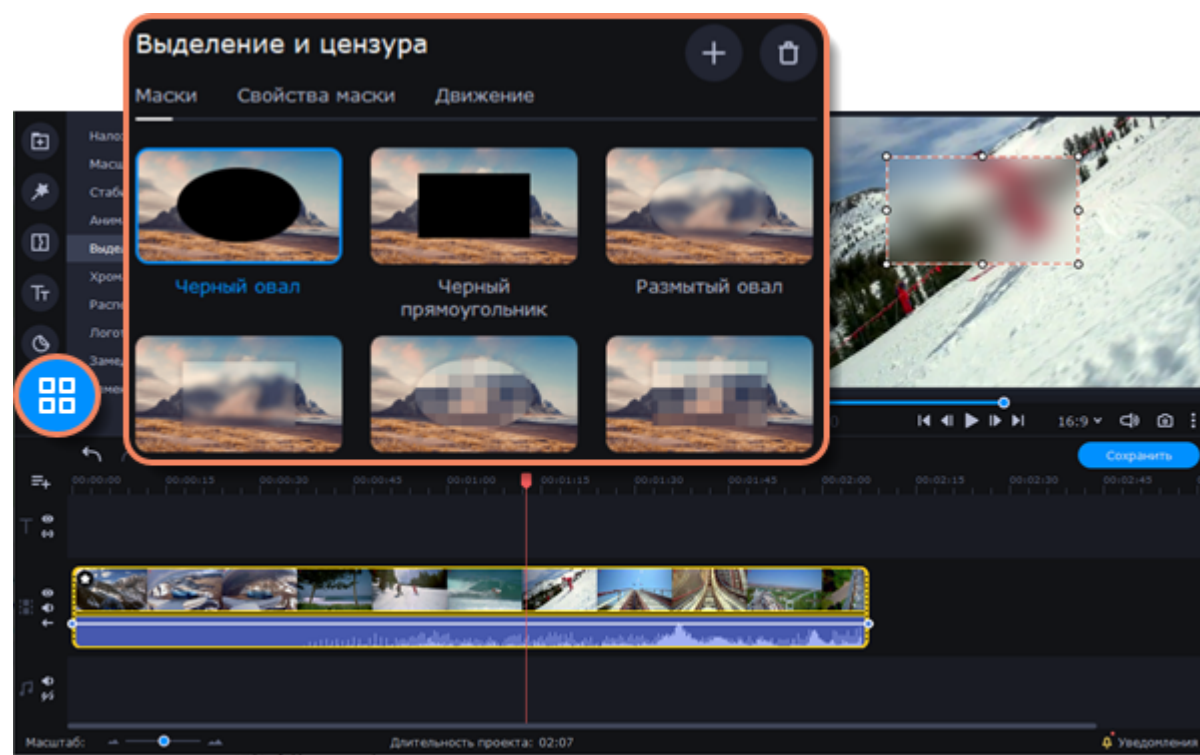 Выделение и цензура
Маски Свойства маски Движение
Черный овал
Черный прямоугольник
Размытый овал
16:9
Сохранить
00:00:00 00:00:15 00:00:30 00:00:45 00:01:00 00:01:15 00:01:30 00:01:45 00:02:00 00:02:15 00:02:30 00:02:45
Масштаб:
Длительность проекта: 02:07
Уведомления